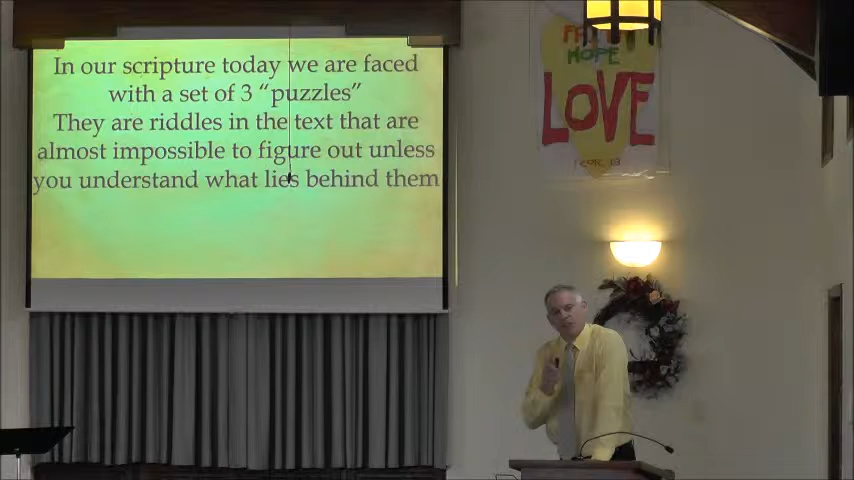 In our scripture today we are faced
with a set of 3 “puzzles”
They are riddles in the text that are
almost impossible to figure out unless
you understand what lies behind them
HOPE
LOVE